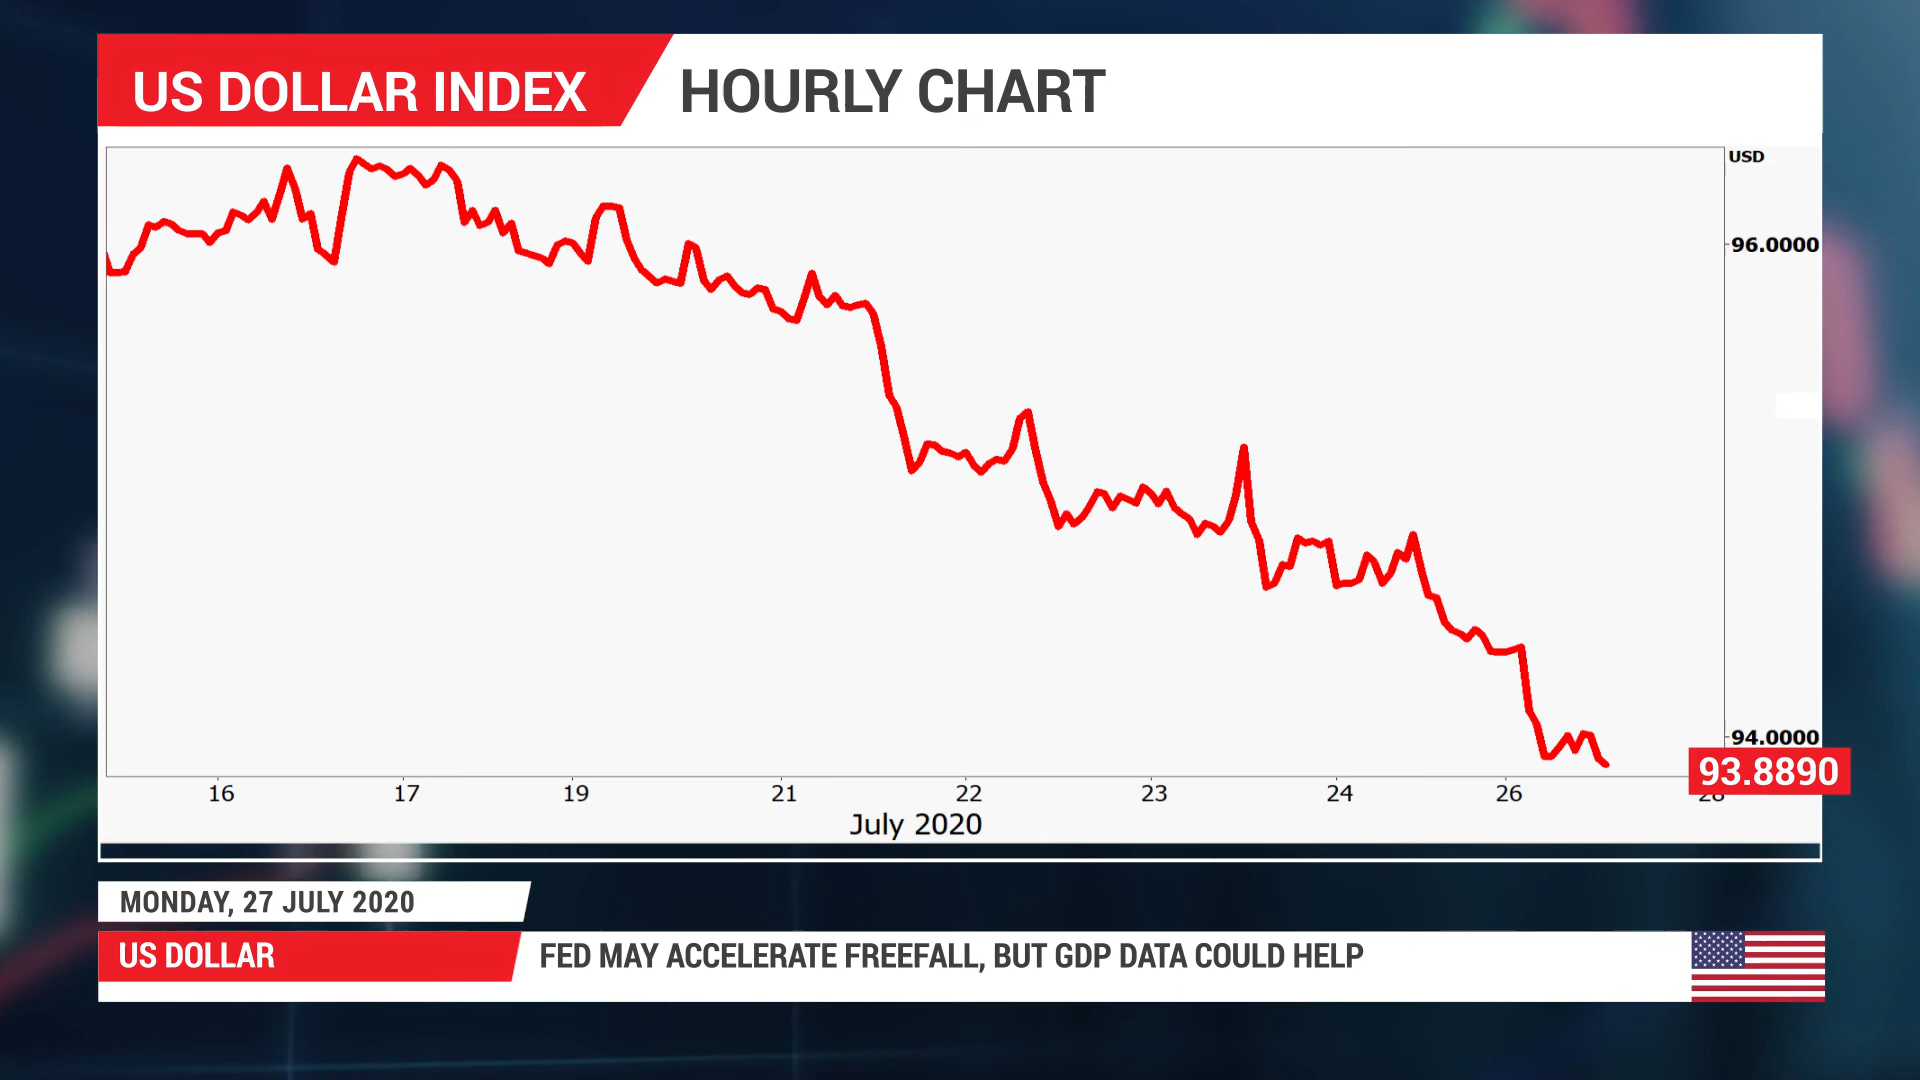 US DOLLAR INDEX HOURLY CHART
USD
96.0000
94.0000
93.8890
16 17 19 21 22 23 24 26 28
July 2020
MONDAY, 27 JULY 2020
US DOLLAR FED MAY ACCELERATE FREEFALL, BUT GDP DATA COULD HELP